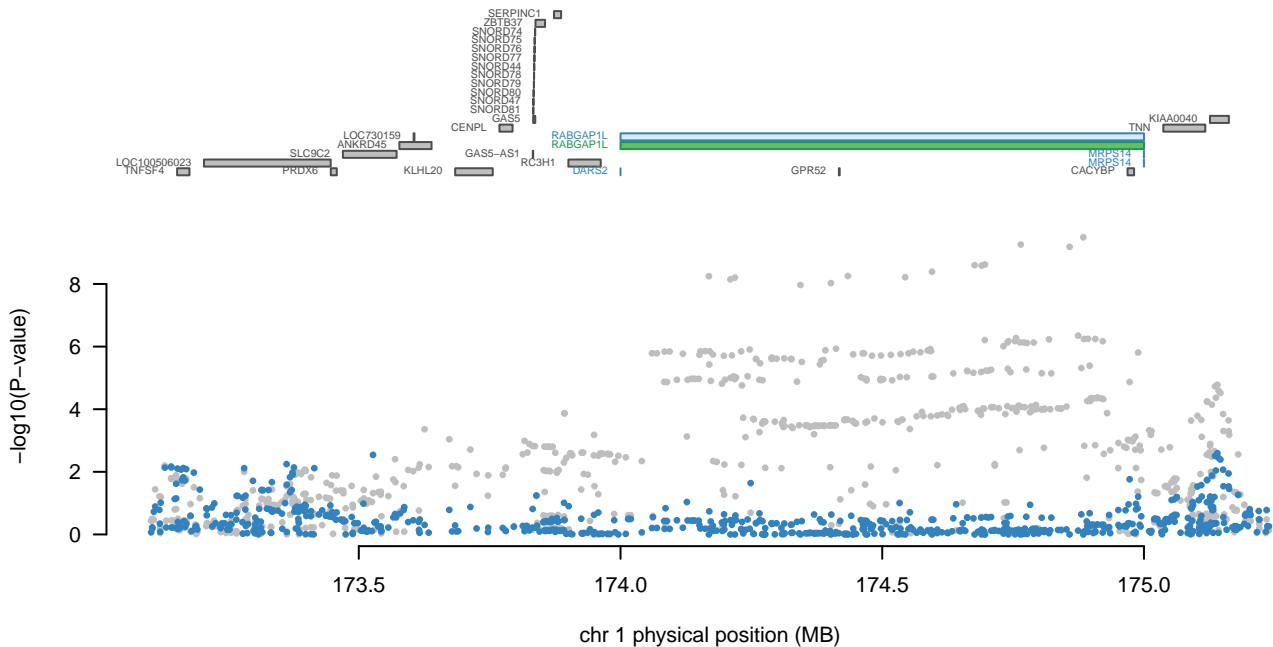 SERPINC1
ZBTB37
SNORD74
SNORD75
SNORD76
SNORD77
SNORD44
SNORD78
SNORD79
SNORD80
SNORD47
SNORD81
GAS5
KIAA0040
CENPL
TNN
LOC730159
RABGAP1L
ANKRD45
RABGAP1L
SLC9C2
GAS5−AS1
MRPS14
LOC100506023
RC3H1
MRPS14
TNFSF4
PRDX6
KLHL20
DARS2
GPR52
CACYBP
−log10(P−value)
8
6
4
2
0
173.5
174.0
174.5
175.0
chr 1 physical position (MB)